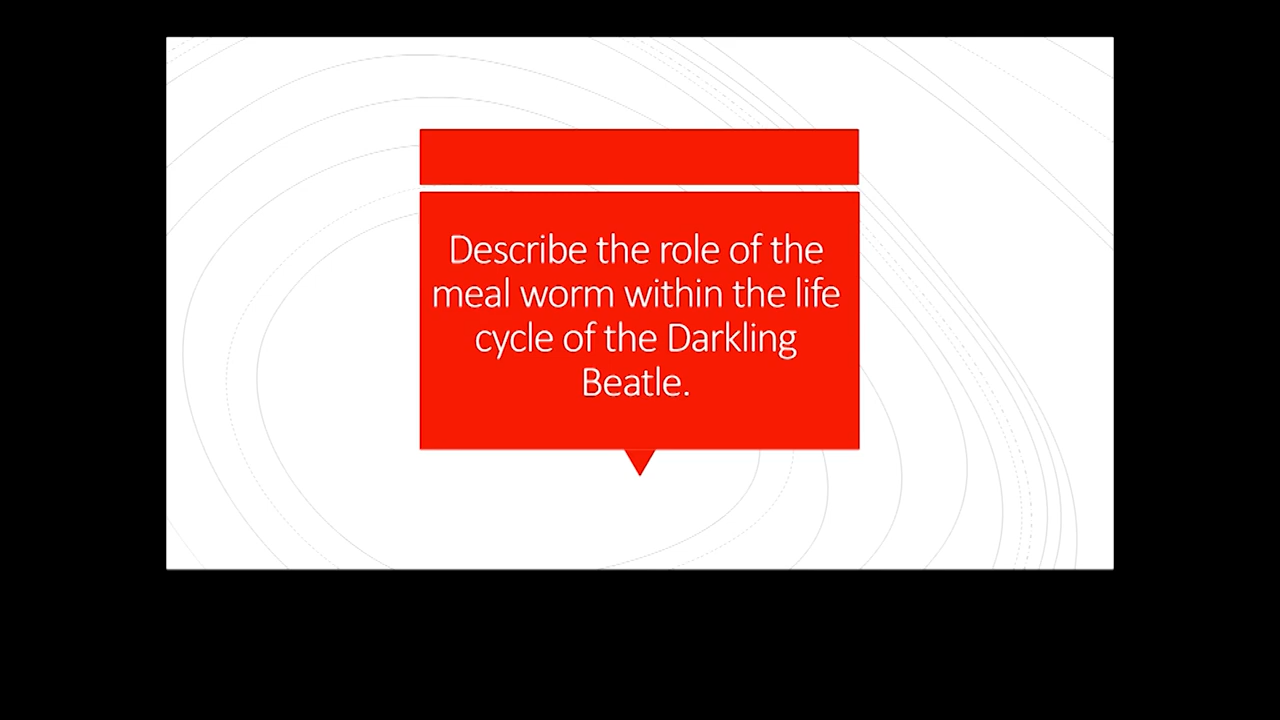 Describe the role of the
meal worm within the life
cycle of the Darkling
Beatle.